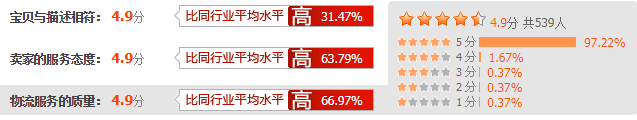 宝贝与描述相符： 4.9分 比同行业平均水平 高 31.47%
卖家的服务态度： 4.9分 比同行业平均水平 高 63.79%
物流服务的质量： 4.9分 比同行业平均水平 高 66.97%
4.9分 共539人
5分 97.22%
4分 1.67%
3分 0.37%
2分 0.37%
1分 0.37%